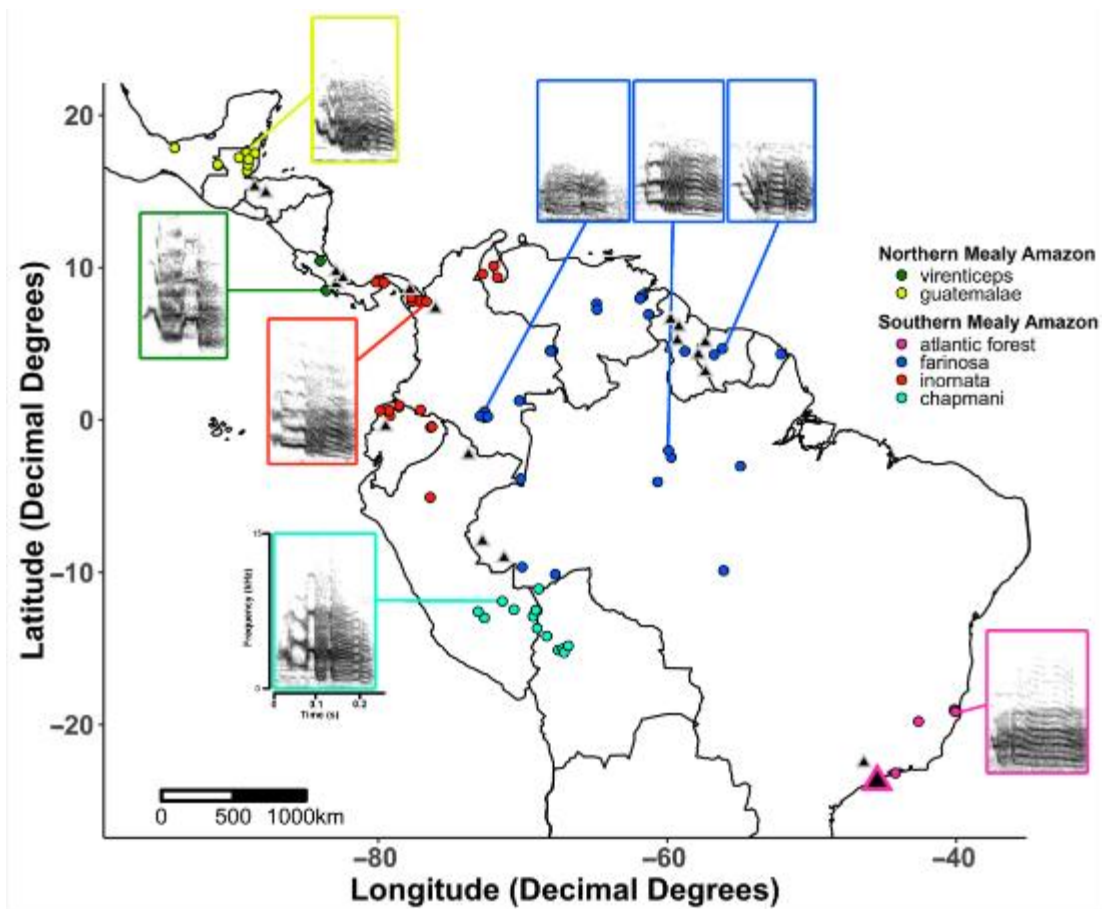 20
10
0
−10
−20
Latitude (Decimal Degrees)
Northern Mealy Amazon
virenticeps
guatemalae
Southern Mealy Amazon
atlantic forest
farinosa
inornata
chapmani
15
Frequency (kHz)
0
0 0.1 0.2
Time (s)
0 500 1000km
−80 −60 −40
Longitude (Decimal Degrees)